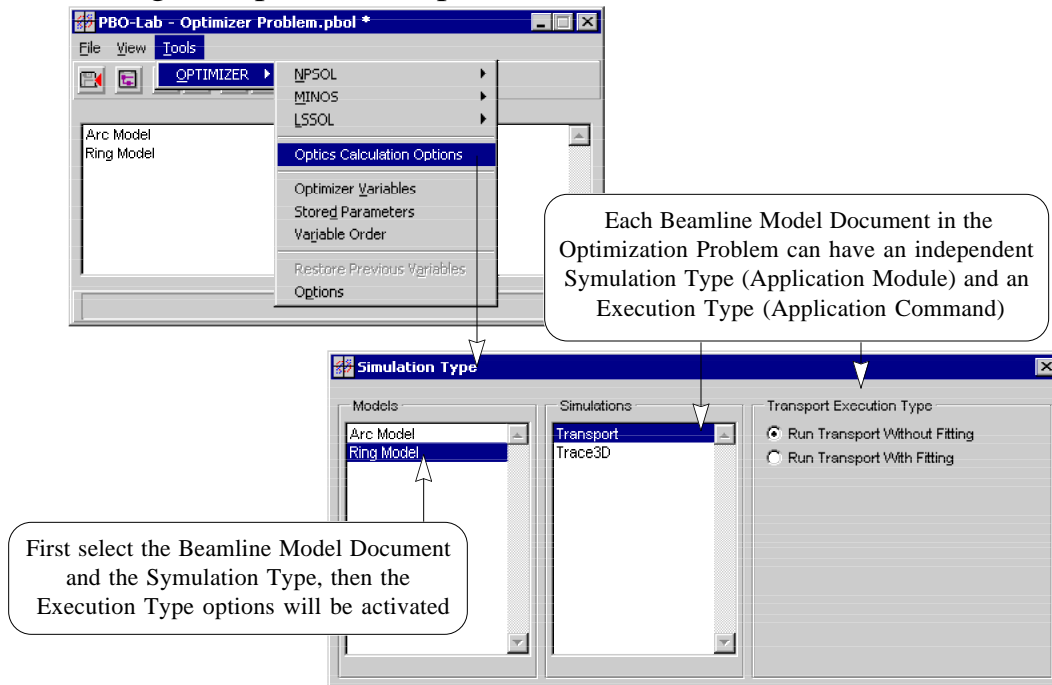 PBO-Lab - Optimizer Problem.pbol *
File View Tools
OPTIMIZER
NPSOL
MINOS
LSSOL
Optics Calculation Options
Optimizer Variables
Stored Parameters
Variable Order
Restore Previous Variables
Options
Arc Model
Ring Model
Each Beamline Model Document in the
Optimization Problem can have an independent
Symulation Type (Application Module) and an
Execution Type (Application Command)
Simulation Type
Models
Arc Model
Ring Model
Simulations
Transport
Trace3D
Transport Execution Type
Run Transport Without Fitting
Run Transport With Fitting
First select the Beamline Model Document
and the Symulation Type, then the
Execution Type options will be activated